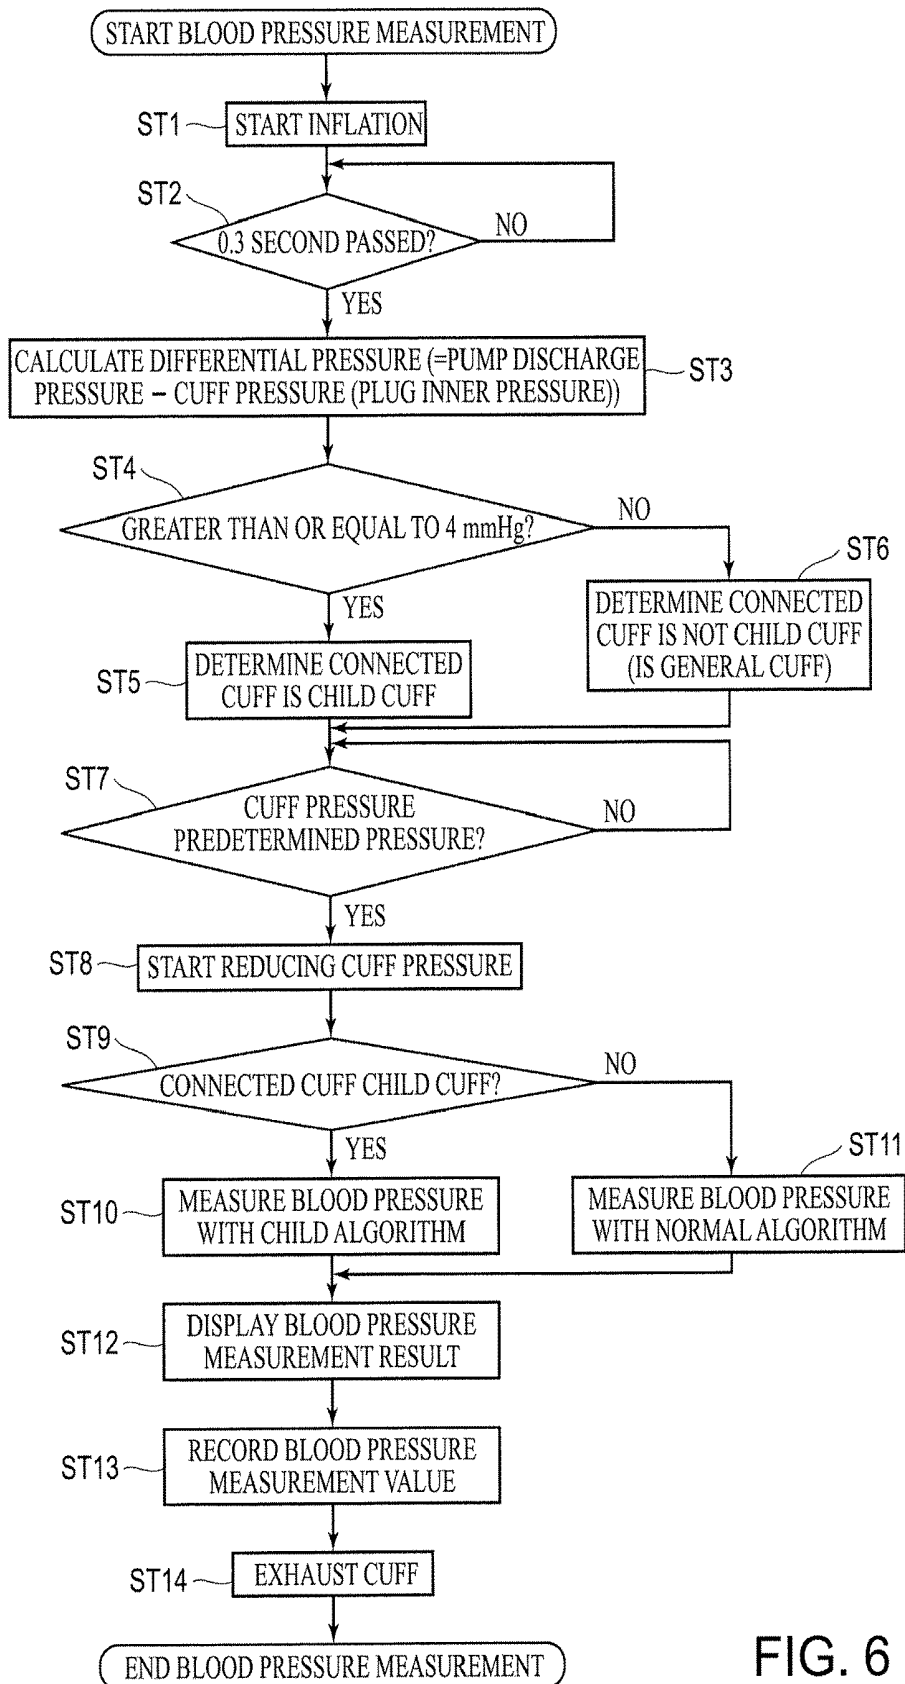 START BLOOD PRESSURE MEASUREMENT
ST1
START INFLATION
ST2
0.3 SECOND PASSED?
NO
YES
CALCULATE DIFFERENTIAL PRESSURE (=PUMP DISCHARGE
PRESSURE – CUFF PRESSURE (PLUG INNER PRESSURE))
ST3
ST4
GREATER THAN OR EQUAL TO 4 mmHg?
NO
YES
ST6
DETERMINE CONNECTED
CUFF IS NOT CHILD CUFF
(IS GENERAL CUFF)
ST5
DETERMINE CONNECTED
CUFF IS CHILD CUFF
ST7
CUFF PRESSURE
PREDETERMINED PRESSURE?
NO
YES
ST8
START REDUCING CUFF PRESSURE
ST9
CONNECTED CUFF CHILD CUFF?
NO
YES
ST11
ST10
MEASURE BLOOD PRESSURE
WITH CHILD ALGORITHM
MEASURE BLOOD PRESSURE
WITH NORMAL ALGORITHM
ST12
DISPLAY BLOOD PRESSURE
MEASUREMENT RESULT
ST13
RECORD BLOOD PRESSURE
MEASUREMENT VALUE
ST14
EXHAUST CUFF
END BLOOD PRESSURE MEASUREMENT
FIG. 6